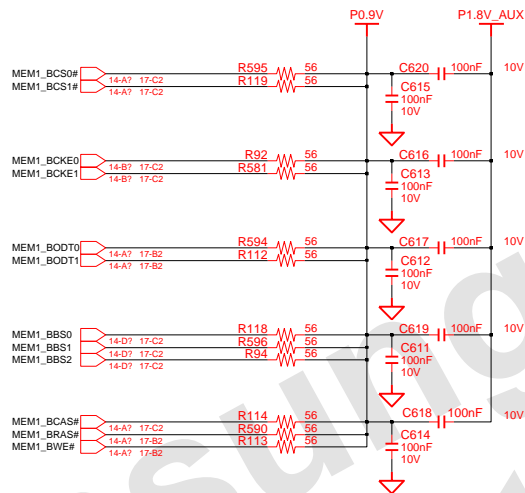 P0.9V P1.8V_AUX
R595 56 C620 100nF 10V
MEM1_BCS0#
14-A? 17-C2
R119 56 C615
MEM1_BCS1#
14-A? 17-C2
100nF
10V
R92 56 C616 100nF 10V
MEM1_BCKE0
14-B? 17-C2
R581 56 C613
MEM1_BCKE1
14-B? 17-C2
100nF
10V
R594 56 C617 100nF 10V
MEM1_BODT0
14-A? 17-B2
R112 56 C612
MEM1_BODT1
14-A? 17-B2
100nF
10V
R118 56 C619 100nF 10V
MEM1_BBS0
14-D? 17-C2
R596 56 C611
MEM1_BBS1
14-D? 17-C2
100nF
R94 56 10V
MEM1_BBS2
14-D? 17-C2
R114 56 C618 100nF 10V
MEM1_BCAS#
14-A? 17-C2
R590 56 C614
MEM1_BRAS#
14-A? 17-B2
100nF
R113 56 10V
MEM1_BWE#
14-A? 17-B2